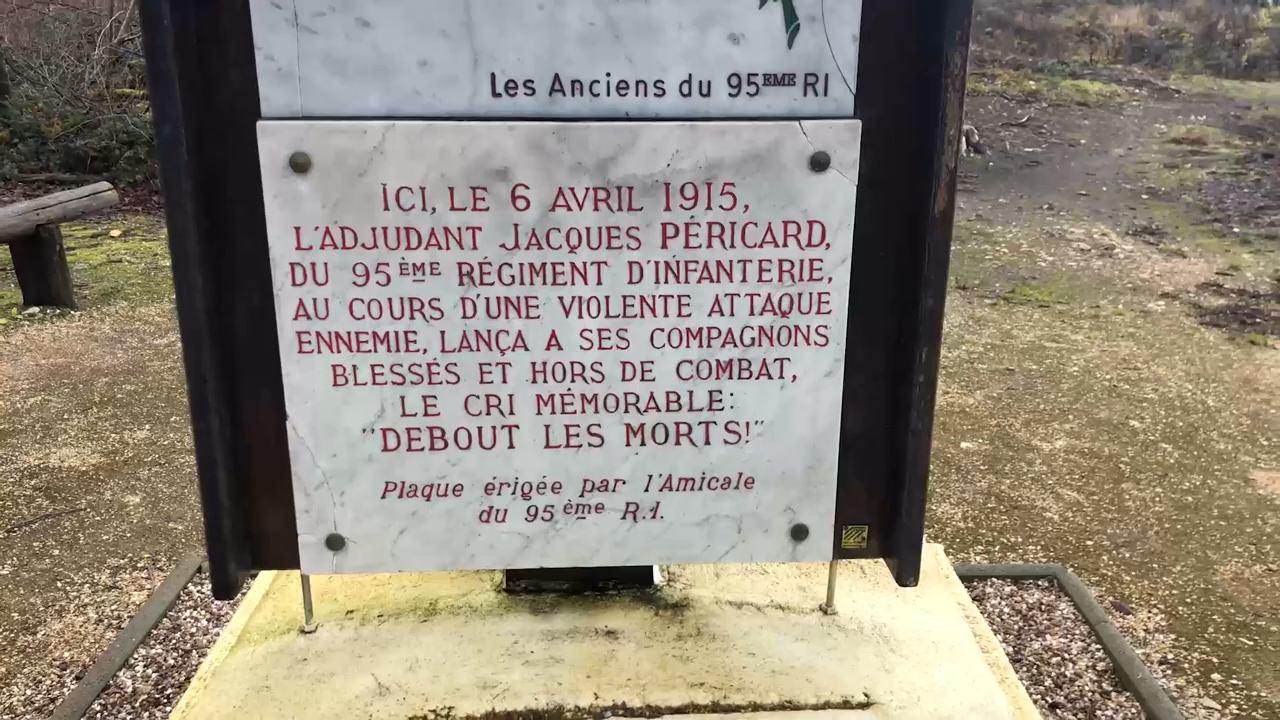 Les Anciens du 95EME RI
ICI, LE 6 AVRIL 1915,
L'ADJUDANT JACQUES PÉRICARD,
DU 95ÈME RÉGIMENT D'INFANTERIE,
AU COURS D'UNE VIOLENTE ATTAQUE
ENNEMIE, LANÇA A SES COMPAGNONS
BLESSÉS ET HORS DE COMBAT,
LE CRI MÉMORABLE:
"DEBOUT LES MORTS!"
Plaque érigée par l'Amicale
du 95ème R.I.